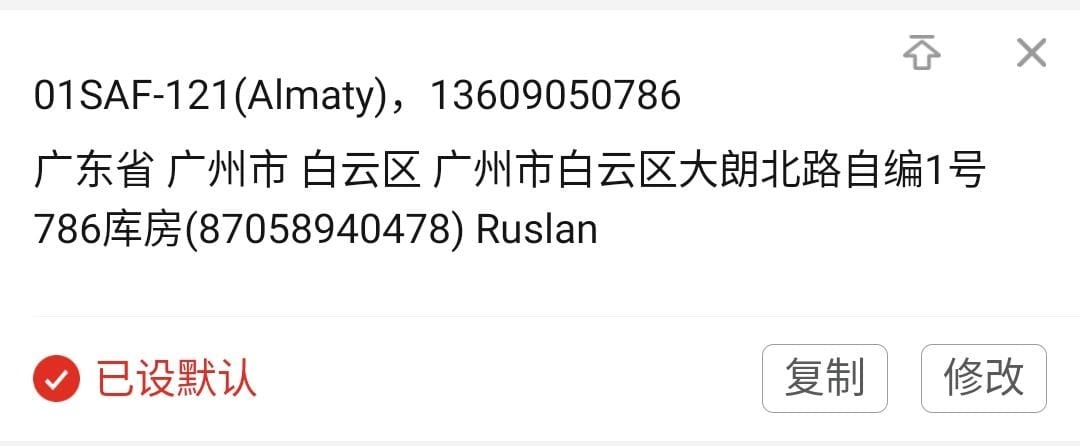 01SAF-121(Almaty)，13609050786
广东省 广州市 白云区 广州市白云区大朗北路自编1号
786库房(87058940478) Ruslan
已设默认
复制
修改